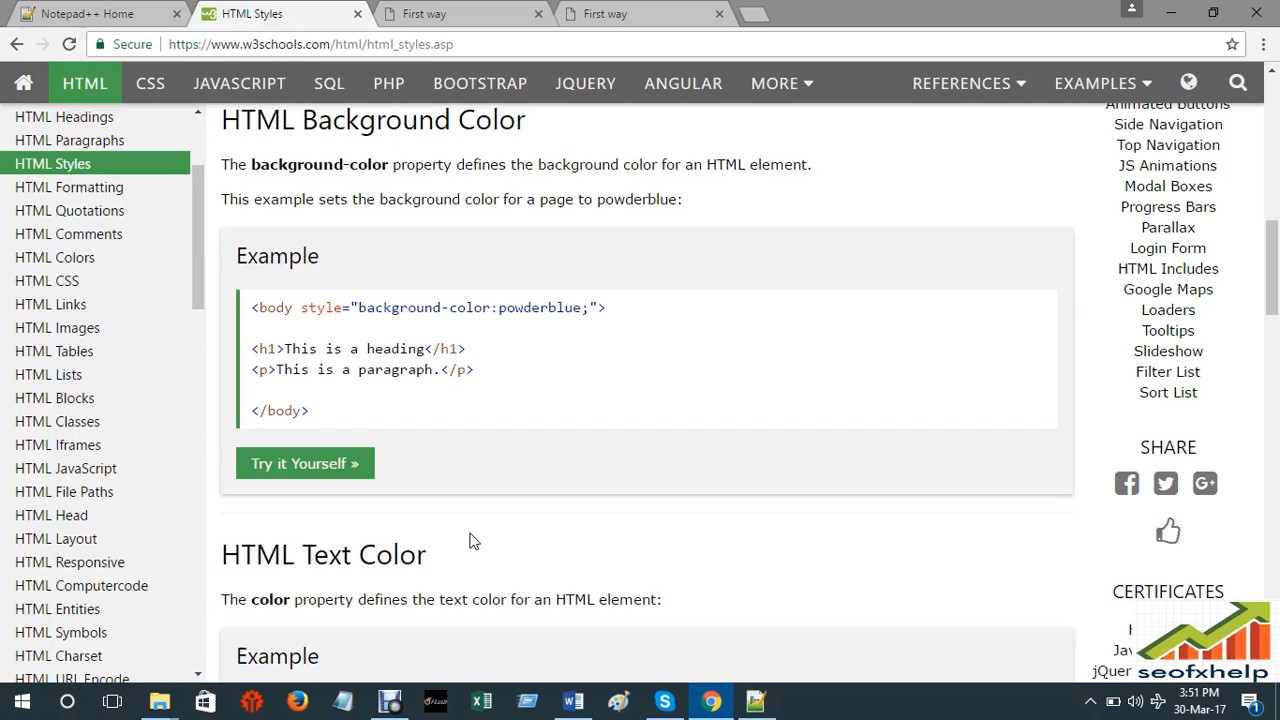 Notepad++ Home
HTML Styles
First way
First way
Secure
https://www.w3schools.com/html/html_styles.asp
HTML CSS JAVASCRIPT SQL PHP BOOTSTRAP JQUERY ANGULAR MORE REFERENCES EXAMPLES
HTML Headings
HTML Paragraphs
HTML Styles
HTML Formatting
HTML Quotations
HTML Comments
HTML Colors
HTML CSS
HTML Links
HTML Images
HTML Tables
HTML Lists
HTML Blocks
HTML Classes
HTML Iframes
HTML JavaScript
HTML File Paths
HTML Head
HTML Layout
HTML Responsive
HTML Computercode
HTML Entities
HTML Symbols
HTML Charset
HTML URL Encode
HTML Background Color
The background-color property defines the background color for an HTML element.
This example sets the background color for a page to powderblue:
Example
<body style="background-color:powderblue;">
<h1>This is a heading</h1>
<p>This is a paragraph.</p>
</body>
Try it Yourself »
HTML Text Color
The color property defines the text color for an HTML element:
Example
Animated Buttons
Side Navigation
Top Navigation
JS Animations
Modal Boxes
Progress Bars
Parallax
Login Form
HTML Includes
Google Maps
Loaders
Tooltips
Slideshow
Filter List
Sort List
SHARE
CERTIFICATES
seofxhelp
3:51 PM
30-Mar-17